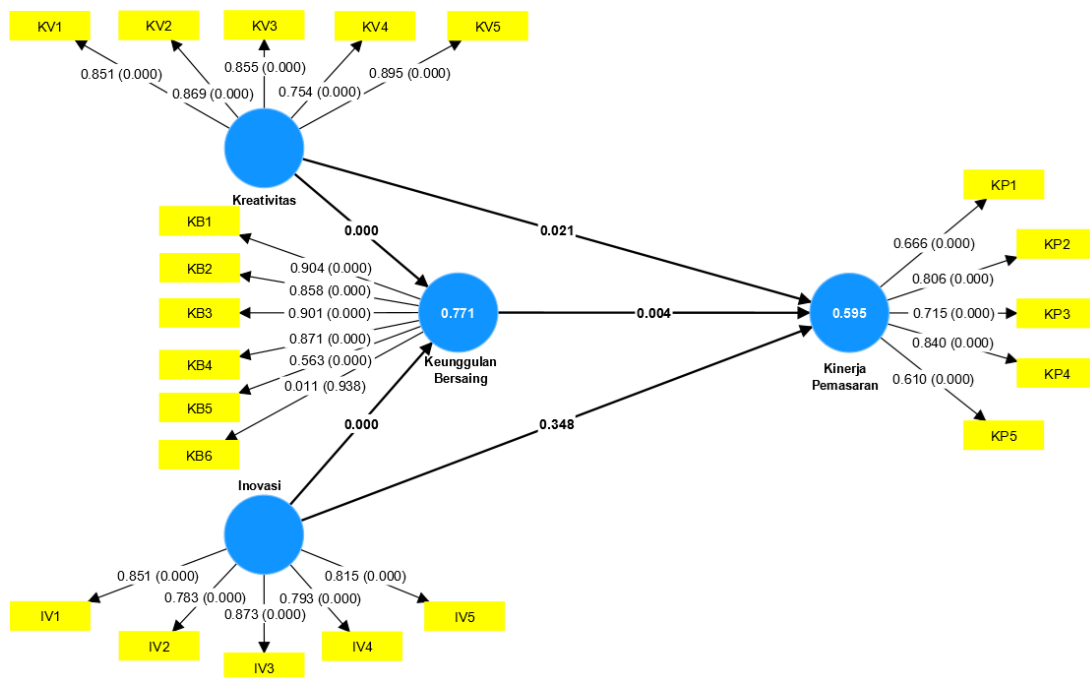 KV1
KV2
KV3
KV4
KV5
0.851 (0.000)
0.869 (0.000)
0.855 (0.000)
0.754 (0.000)
0.895 (0.000)
Kreativitas
KB1
KB2
KB3
KB4
KB5
KB6
0.904 (0.000)
0.858 (0.000)
0.901 (0.000)
0.871 (0.000)
0.563 (0.000)
0.011 (0.938)
0.000
0.021
0.771
Keunggulan
Bersaing
0.004
0.000
0.348
0.595
Kinerja
Pemasaran
KP1
KP2
KP3
KP4
KP5
0.666 (0.000)
0.806 (0.000)
0.715 (0.000)
0.840 (0.000)
0.610 (0.000)
Inovasi
0.851 (0.000)
0.783 (0.000)
0.873 (0.000)
0.793 (0.000)
0.815 (0.000)
IV1
IV2
IV3
IV4
IV5